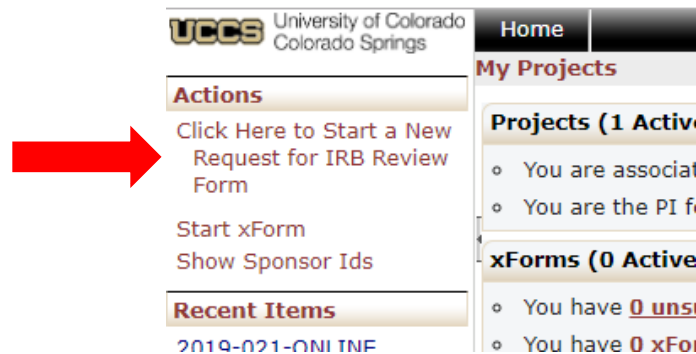 UCCS University of Colorado
Colorado Springs
Home
My Projects
Actions
Click Here to Start a New
Request for IRB Review
Form
Start xForm
Show Sponsor Ids
Recent Items
2019-021-ONLINE
Projects (1 Active
You are
You are the PI
xForms (0 Active
You have 0
You have 0